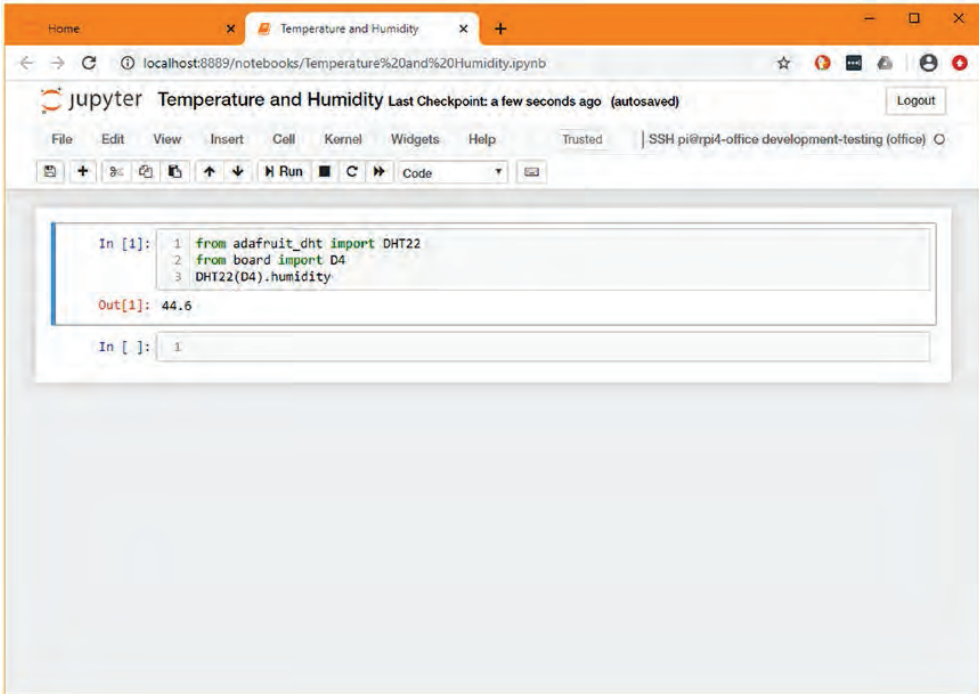 Home
Temperature and Humidity
localhost:8889/notebooks/Temperature%20and%20Humidity.ipynb
jupyter Temperature and Humidity Last Checkpoint: a few seconds ago (autosaved)
Logout
File Edit View Insert Cell Kernel Widgets Help Trusted | SSH pi@rpi4-office development-testing (office)
Run Code
In [1]: 1 from adafruit_dht import DHT22
2 from board import D4
3 DHT22(D4).humidity
Out[1]: 44.6
In [ ]: 1